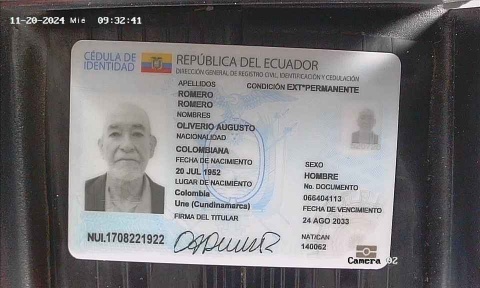 11-20-2024 Mié 09:32:41
CÉDULA DE
IDENTIDAD
REPÚBLICA DEL ECUADOR
DIRECCIÓN GENERAL DE REGISTRO CIVIL, IDENTIFICACIÓN Y CEDULACIÓN
APELLIDOS
CONDICIÓN EXT*PERMANENTE
ROMERO
ROMERO
NOMBRES
OLIVERIO AUGUSTO
NACIONALIDAD
COLOMBIANA
FECHA DE NACIMIENTO
20 JUL 1952
LUGAR DE NACIMIENTO
Colombia
Une (Cundinamarca)
FIRMA DEL TITULAR
SEXO
HOMBRE
No. DOCUMENTO
066404113
FECHA DE VENCIMIENTO
24 AGO 2033
NAT/CAN
140062
NUI.1708221922
Camera 02